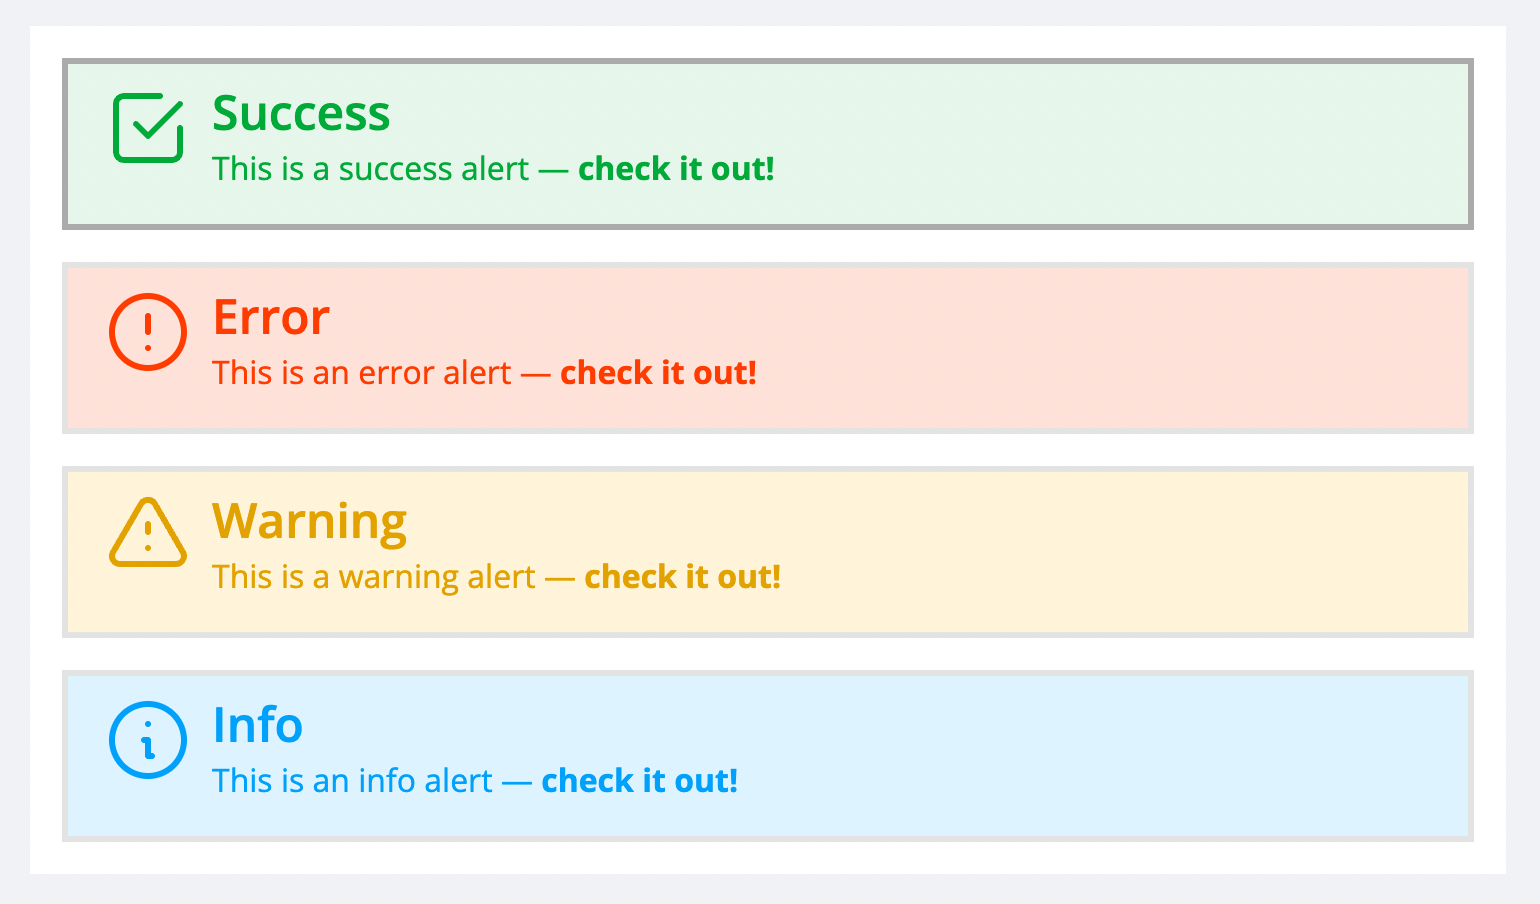 Success
This is a success alert — check it out!
Error
This is an error alert — check it out!
Warning
This is a warning alert — check it out!
Info
This is an info alert — check it out!